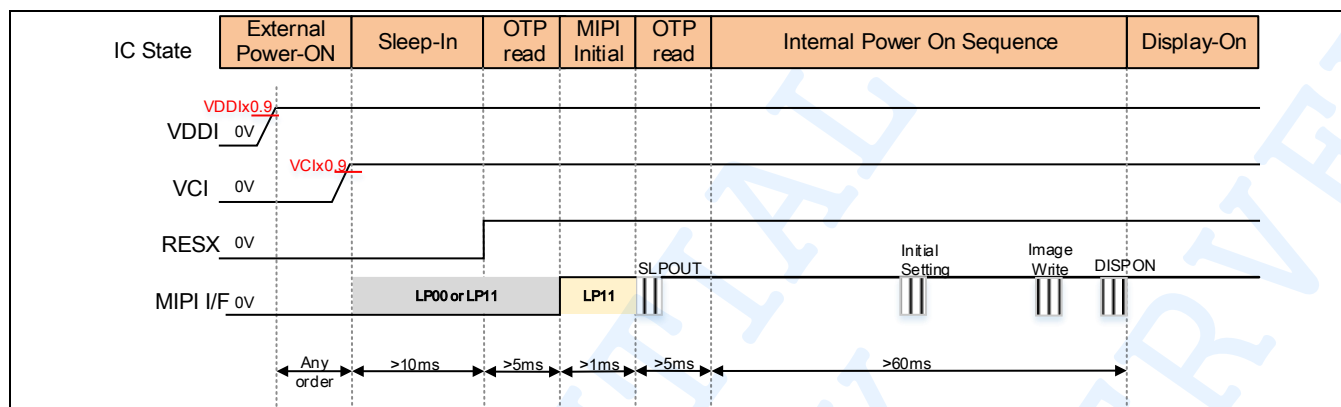 IC State
External
Power-ON
Sleep-In
OTP
read
MIPI
Initial
OTP
read
Internal Power On Sequence
Display-On
VDDIx0.9
VDDI 0V
VCIx0.9
VCI 0V
RESX 0V
SLPOUT
Initial
Setting
Image
Write
DISPON
MIPI I/F 0V
LP00 or LP11
LP11
Any
order
>10ms
>5ms
>1ms
>5ms
>60ms